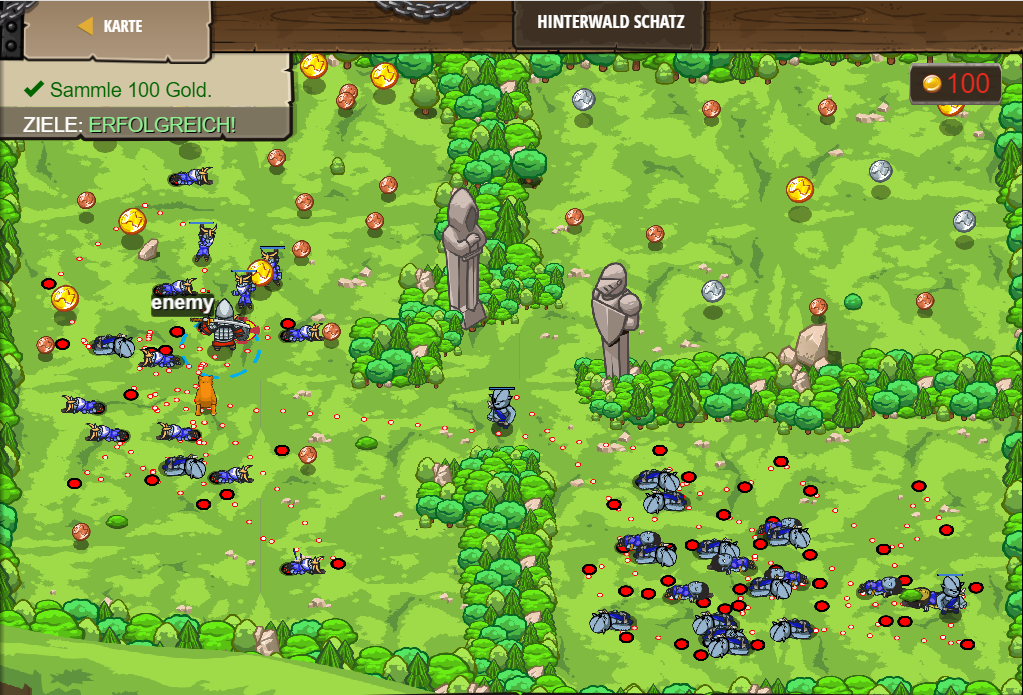 KARTE
HINTERWALD SCHATZ
Sammle 100 Gold.
100
ZIELE: ERFOLGREICH!
enemy